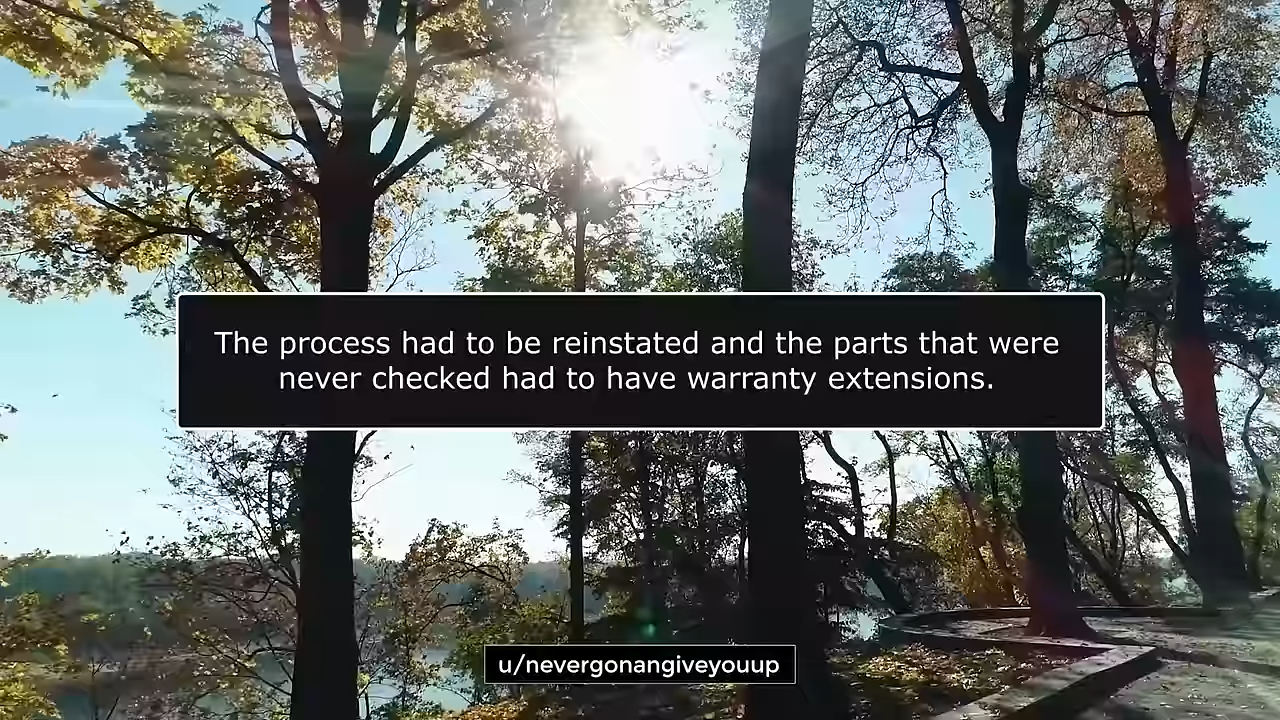 The process had to be reinstated and the parts that were
never checked had to have warranty extensions.
u/nevergonangiveyouup